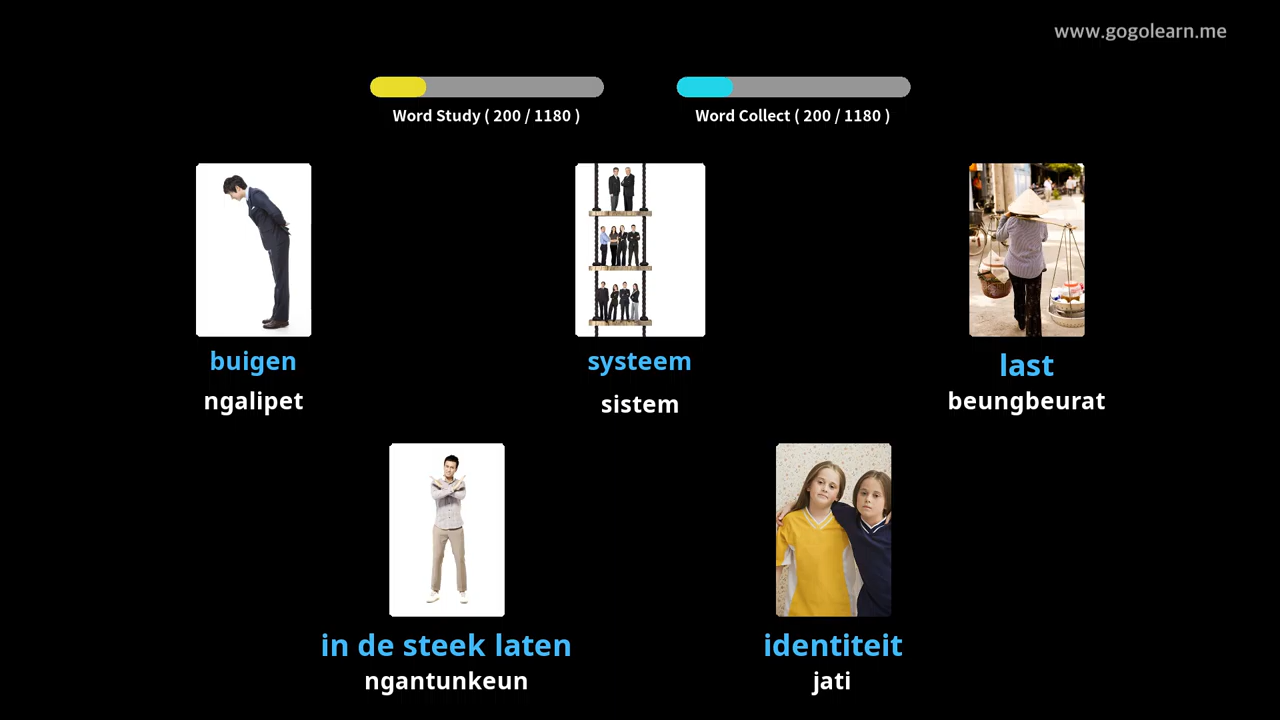 www.gogolearn.me
Word Study ( 200 / 1180 )
Word Collect ( 200 / 1180 )
buigen
ngalipet
systeem
sistem
last
beungbeurat
in de steek laten
ngantunkeun
identiteit
jati